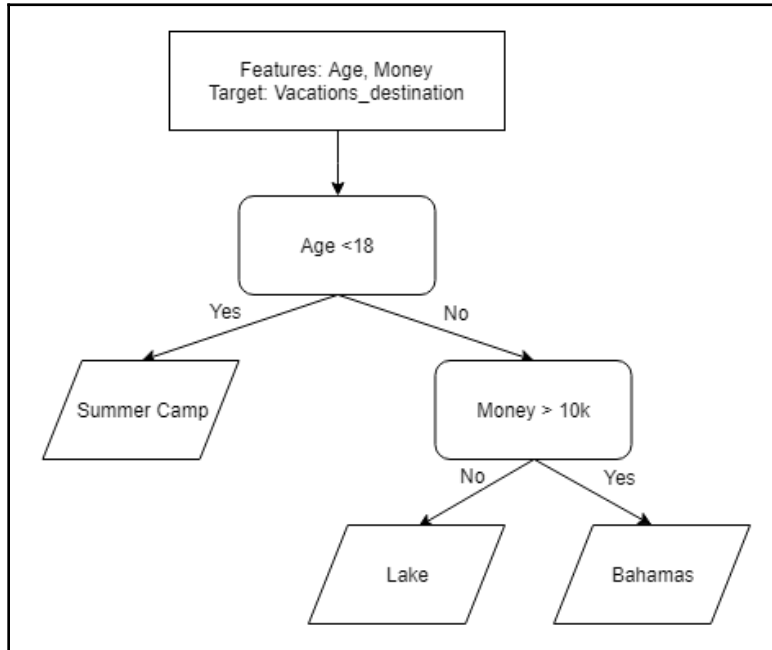 Features: Age, Money
Target: Vacations_destination
Age <18
Yes
No
Summer Camp
Money > 10k
No
Yes
Lake
Bahamas